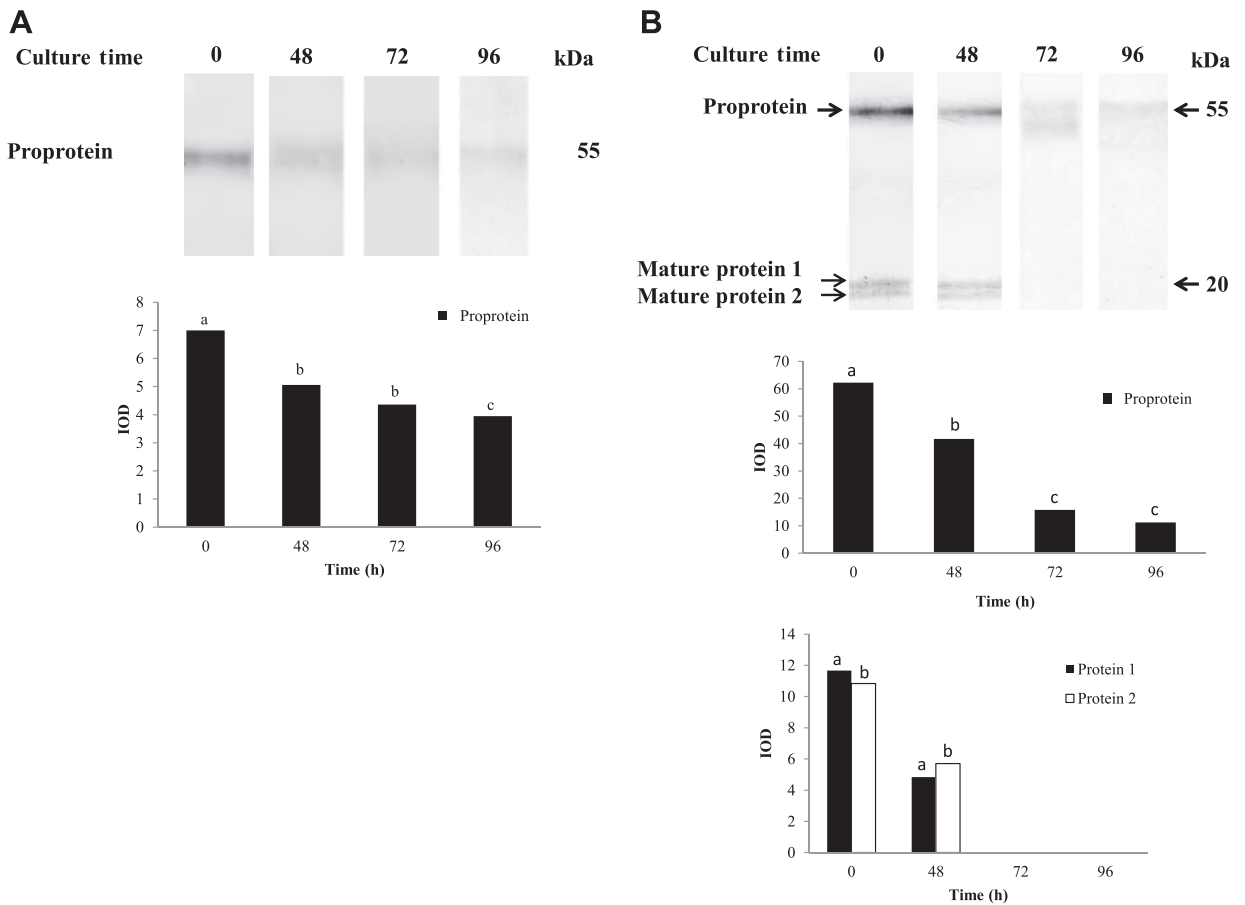 A
Culture time 0 48 72 96 kDa
Proprotein 55
8
7
6
5
4
3
2
1
0
IOD
a
b
b
c
Proprotein
0 48 72 96
Time (h)
B
Culture time 0 48 72 96 kDa
Proprotein 55
Mature protein 1
Mature protein 2
20
70
60
50
40
30
20
10
0
IOD
a
b
c
c
Proprotein
0 48 72 96
Time (h)
14
12
10
8
6
4
2
0
IOD
a b
a b
Protein 1
Protein 2
0 48 72 96
Time (h)